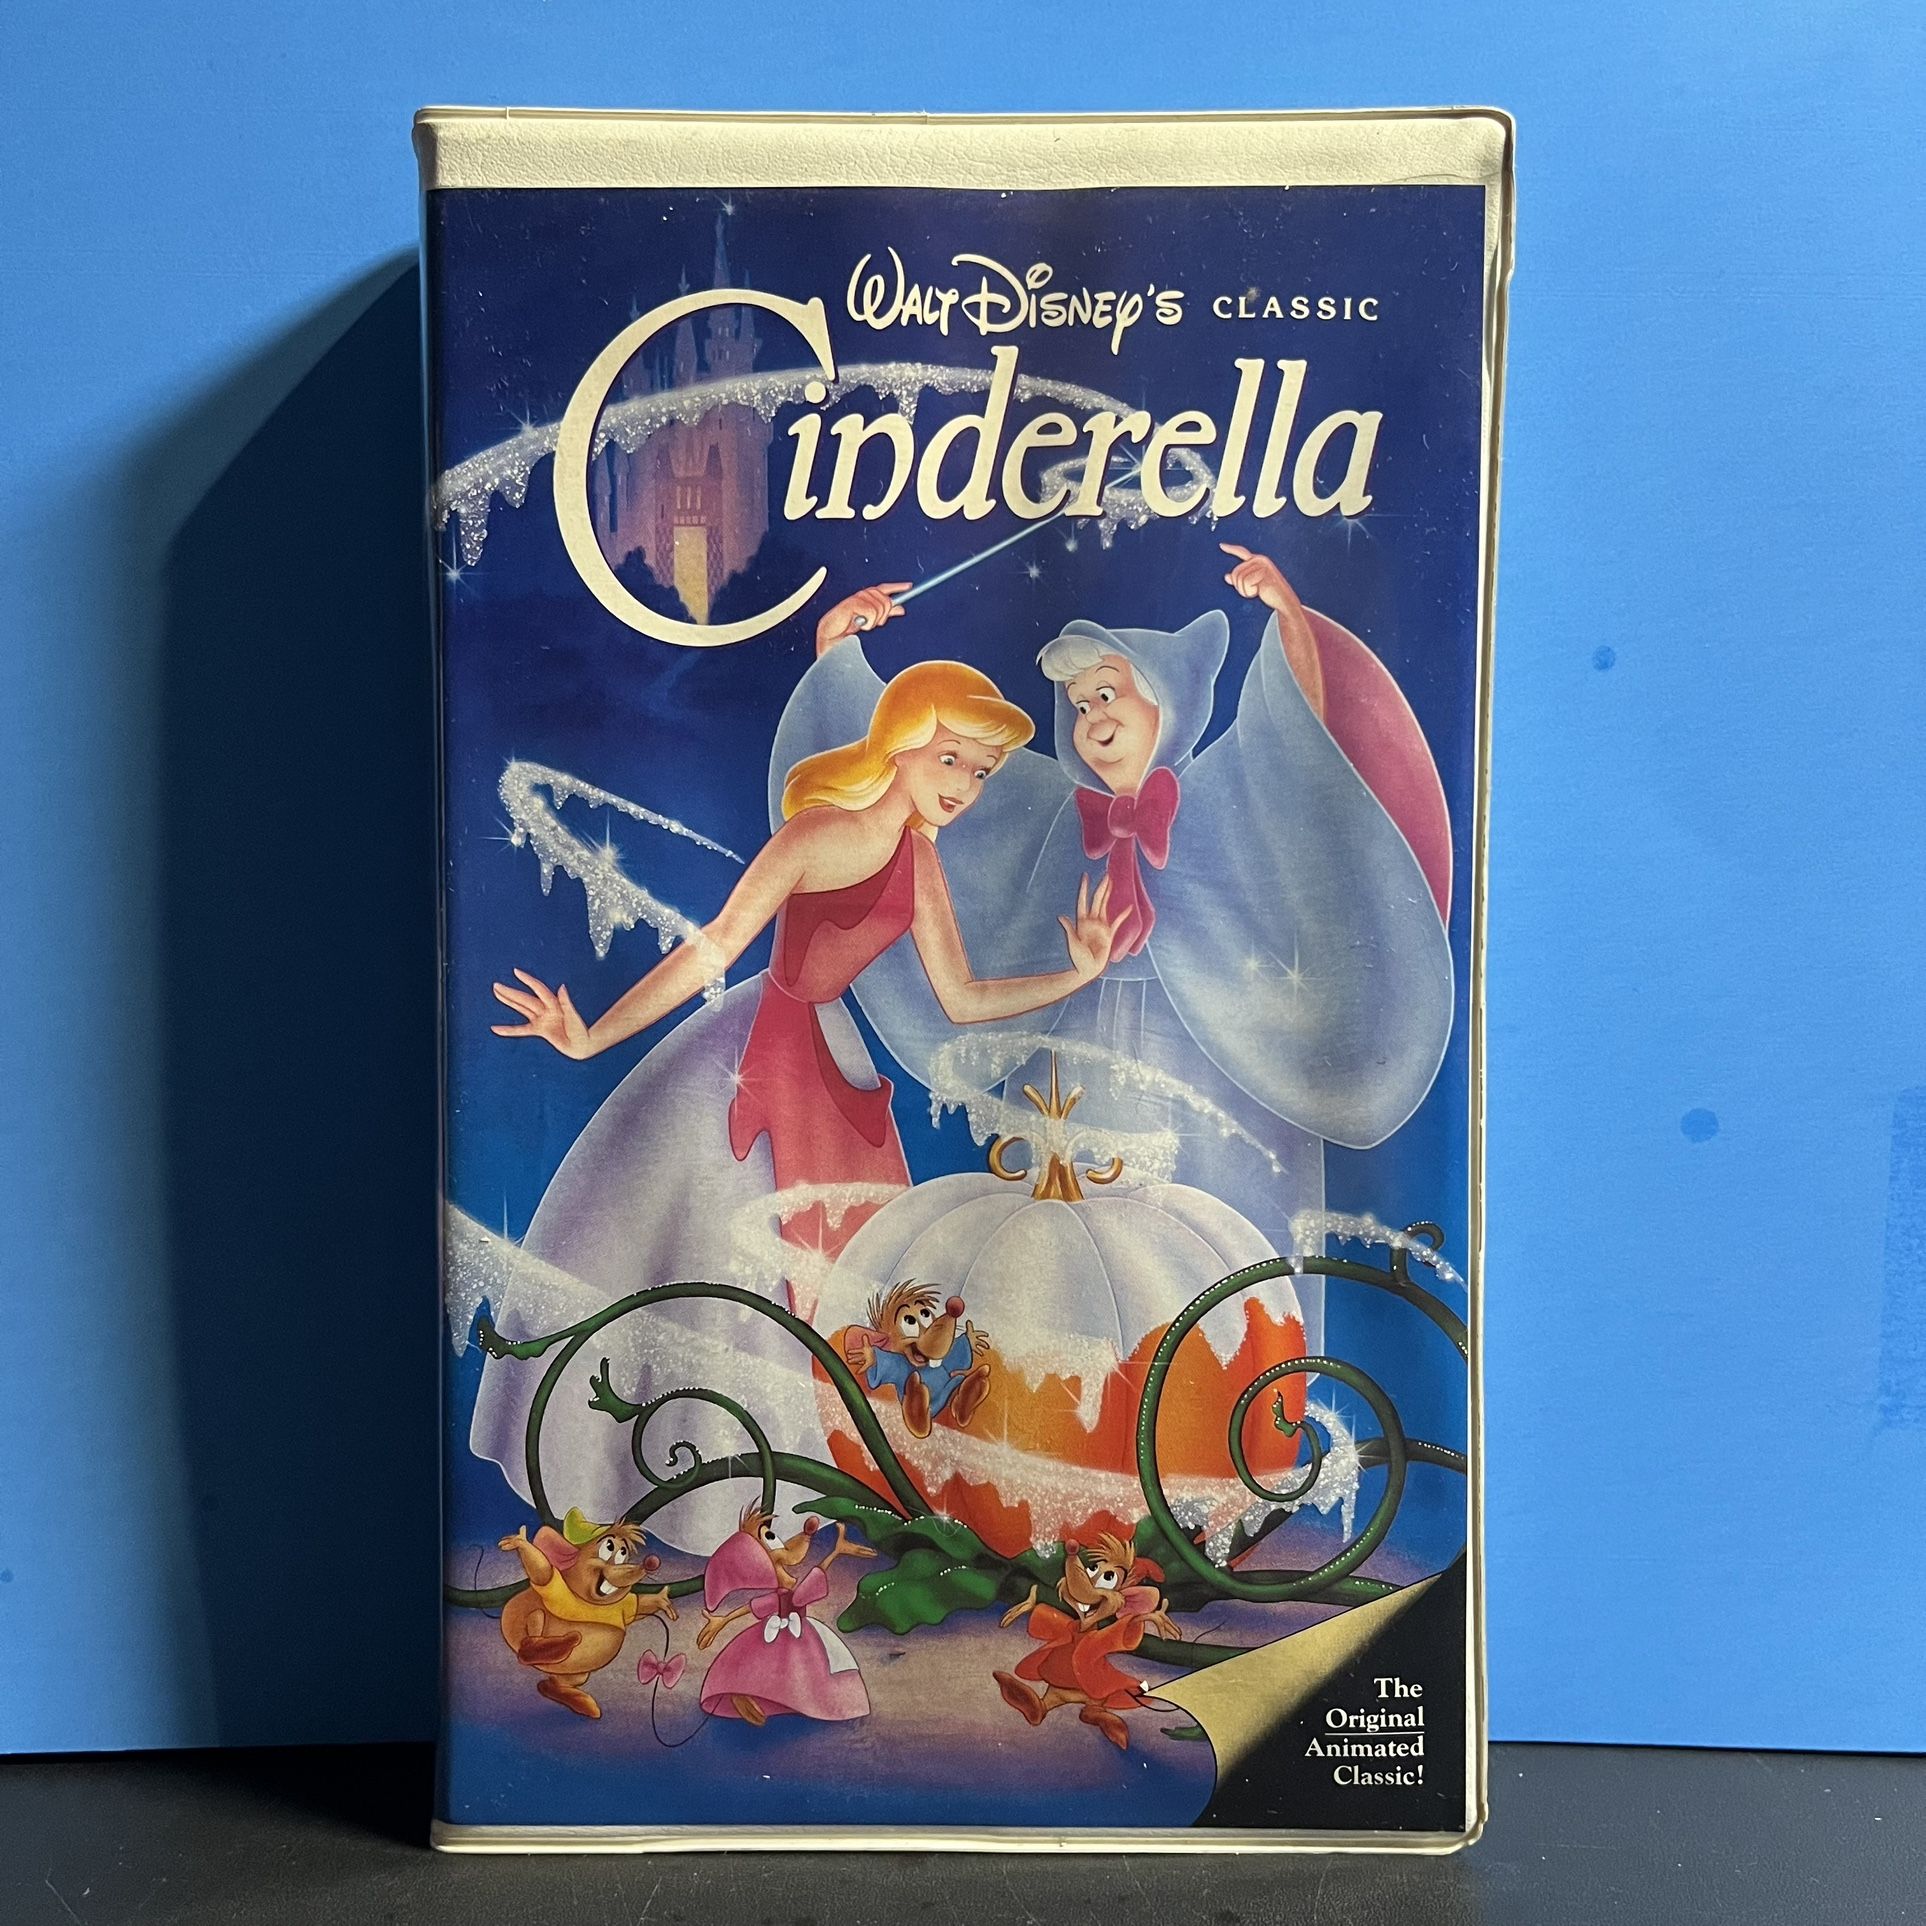 WALT DISNEY'S CLASSIC
Cinderella
The
Original
Animated
Classic!